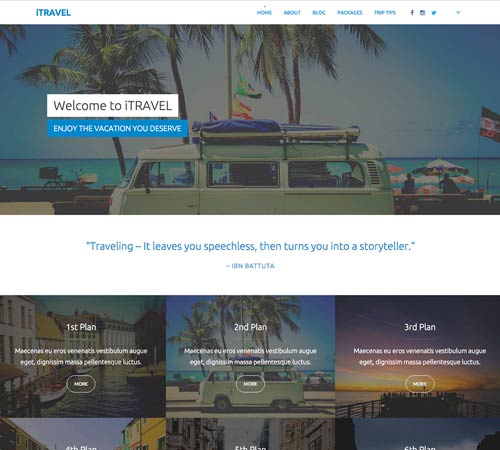 iTRAVEL
HOME ABOUT BLOG PACKAGES TRIP TIPS
Welcome to iTRAVEL
ENJOY THE VACATION YOU DESERVE
"Traveling – It leaves you speechless, then turns you into a storyteller."
– IBN BATTUTA
1st Plan
Maecenas eu eros venenatis vestibulum augue
eget, dignissim massa pellentesque luctus.
MORE
2nd Plan
Maecenas eu eros venenatis vestibulum augue
eget, dignissim massa pellentesque luctus.
MORE
3rd Plan
Maecenas eu eros venenatis vestibulum augue
eget, dignissim massa pellentesque luctus.
MORE
4th Plan
5th Plan
6th Plan